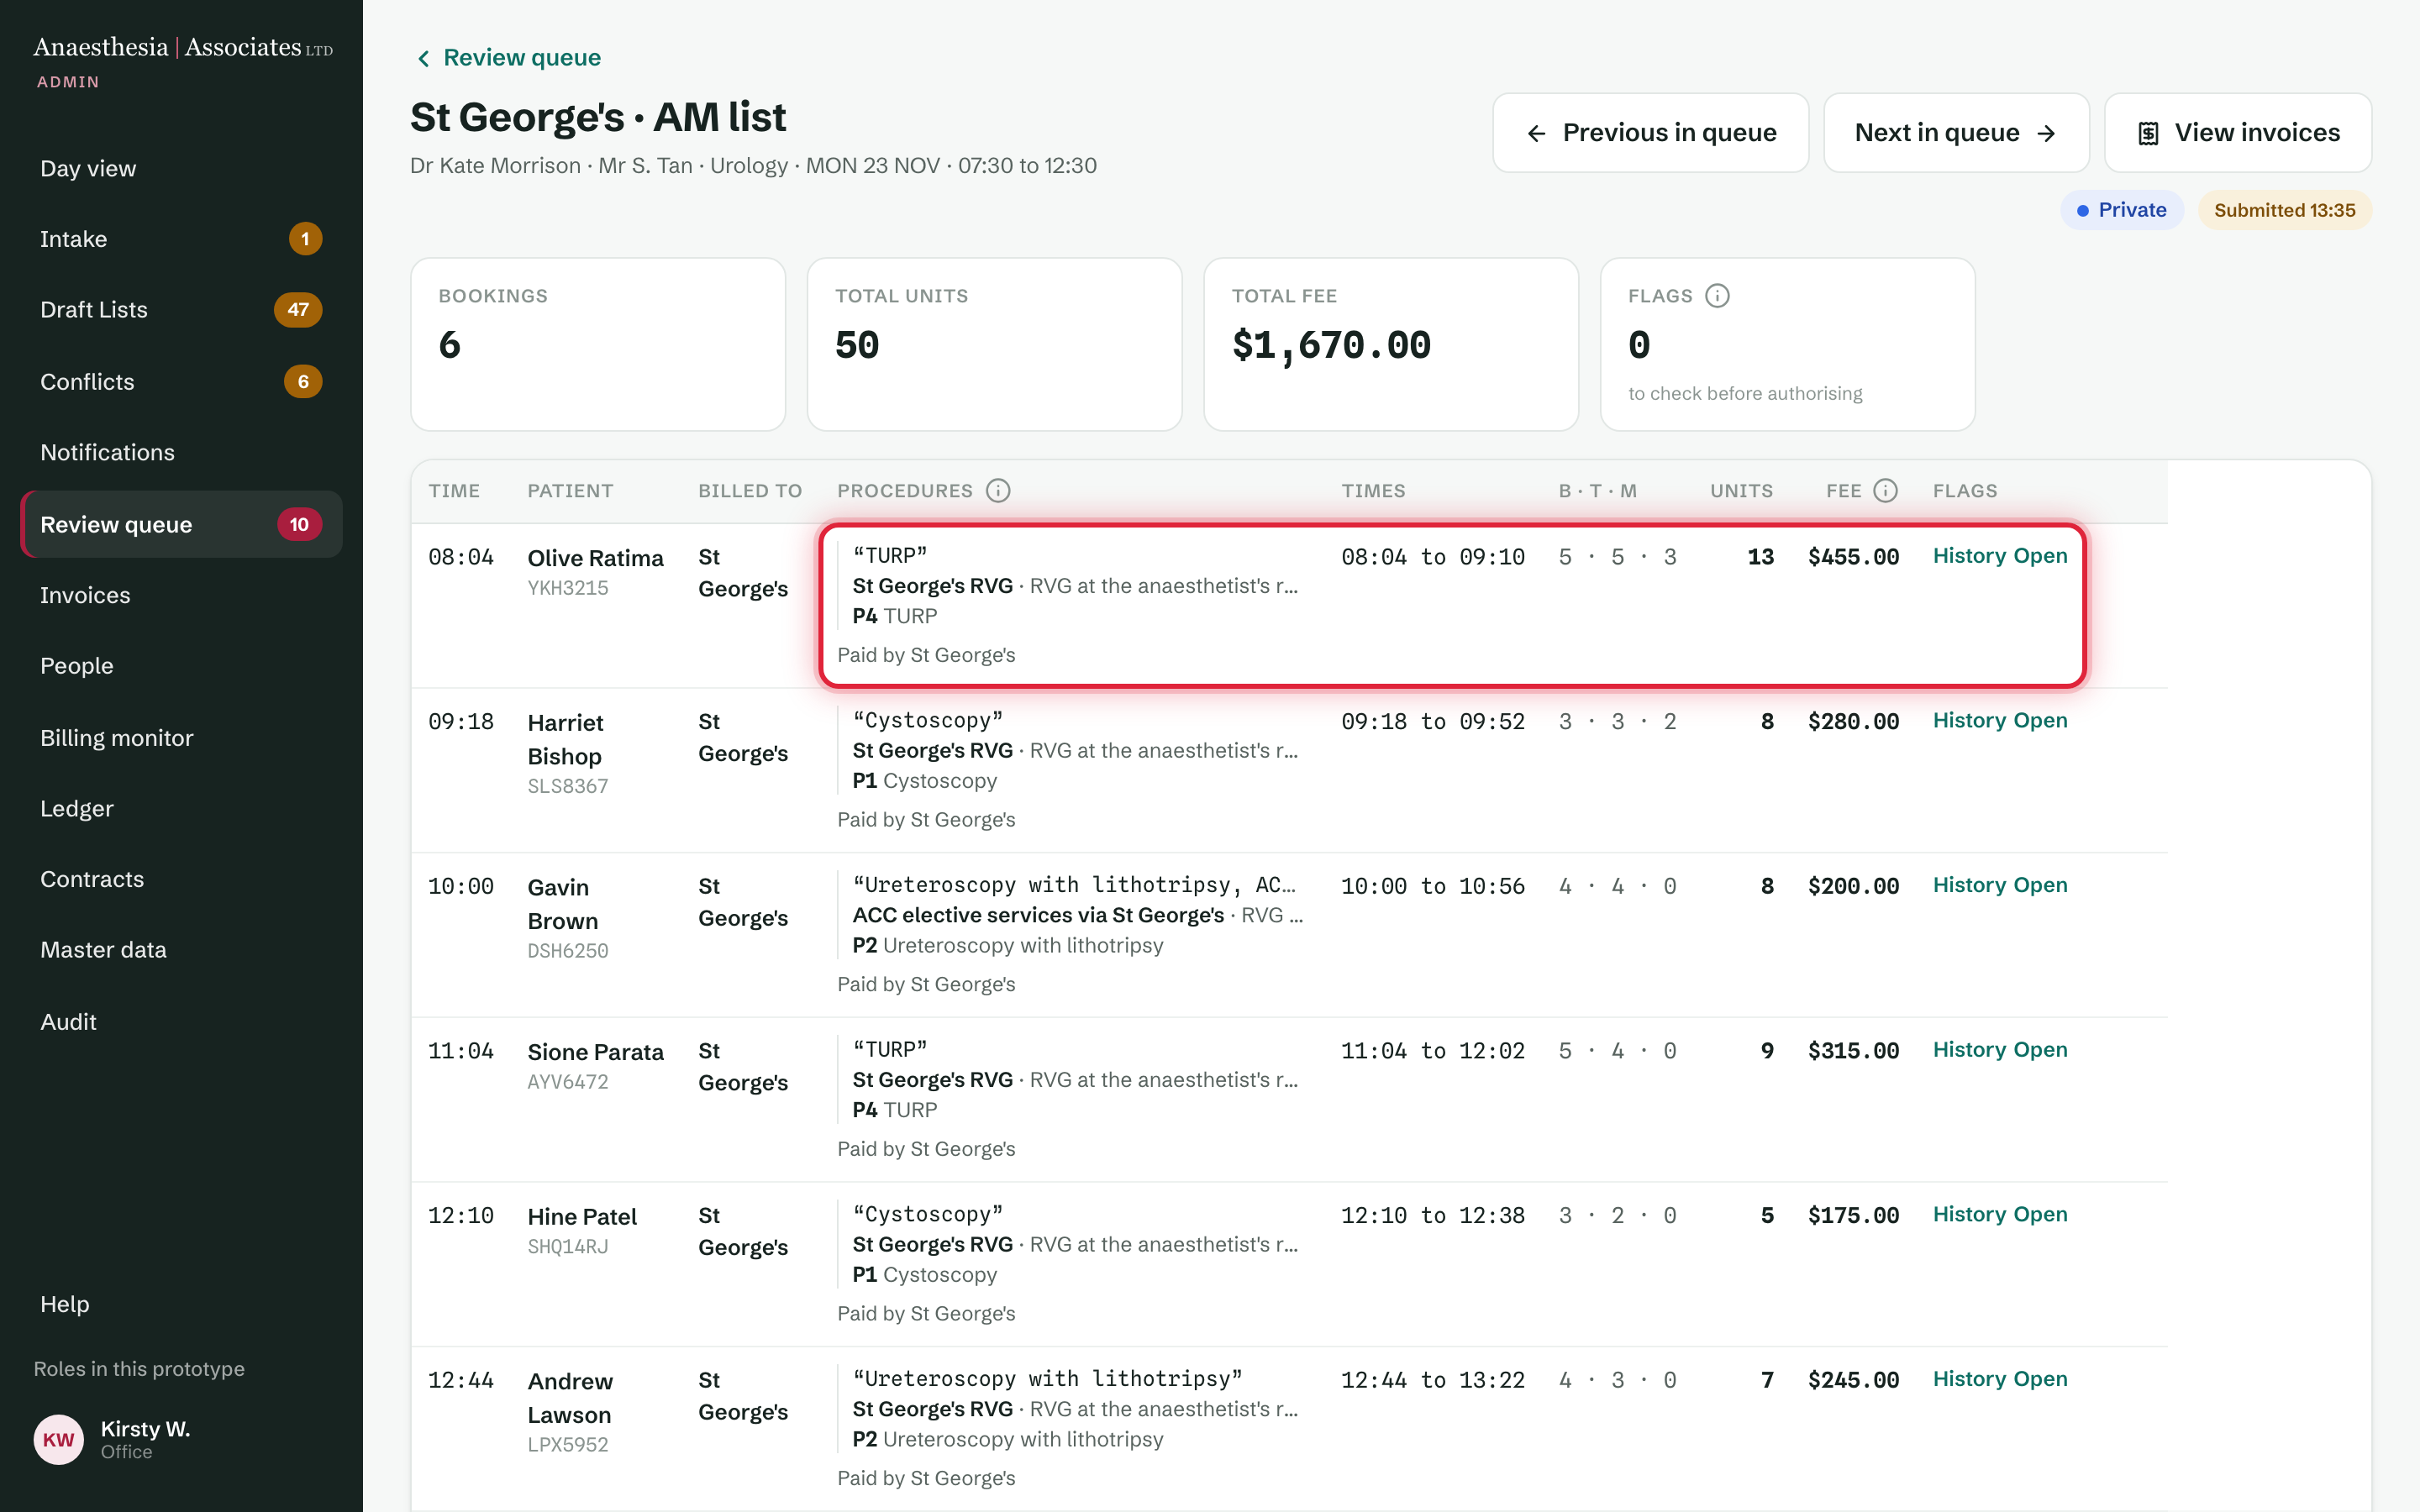 Anaesthesia | Associates LTD
ADMIN
Day view
Intake 1
Draft Lists 47
Conflicts 6
Notifications
Review queue 10
Invoices
People
Billing monitor
Ledger
Contracts
Master data
Audit
Help
Roles in this prototype
KW
Kirsty W.
Office
Review queue
St George's · AM list
Dr Kate Morrison · Mr S. Tan · Urology · MON 23 NOV · 07:30 to 12:30
Previous in queue
Next in queue
View invoices
Private
Submitted 13:35
BOOKINGS
6
TOTAL UNITS
50
TOTAL FEE
$1,670.00
FLAGS
0
to check before authorising
TIME PATIENT BILLED TO PROCEDURES TIMES B · T · M UNITS FEE FLAGS
08:04 Olive Ratima St George's “TURP” 08:04 to 09:10 5 · 5 · 3 13 $455.00 History Open
YKH3215
St George's RVG · RVG at the anaesthetist's r...
P4 TURP
Paid by St George's
09:18 Harriet Bishop St George's “Cystoscopy” 09:18 to 09:52 3 · 3 · 2 8 $280.00 History Open
SLS8367
St George's RVG · RVG at the anaesthetist's r...
P1 Cystoscopy
Paid by St George's
10:00 Gavin Brown St George's “Ureteroscopy with lithotripsy, AC... 10:00 to 10:56 4 · 4 · 0 8 $200.00 History Open
DSH6250
ACC elective services via St George's · RVG ...
P2 Ureteroscopy with lithotripsy
Paid by St George's
11:04 Sione Parata St George's “TURP” 11:04 to 12:02 5 · 4 · 0 9 $315.00 History Open
AYV6472
St George's RVG · RVG at the anaesthetist's r...
P4 TURP
Paid by St George's
12:10 Hine Patel St George's “Cystoscopy” 12:10 to 12:38 3 · 2 · 0 5 $175.00 History Open
SHQ14RJ
St George's RVG · RVG at the anaesthetist's r...
P1 Cystoscopy
Paid by St George's
12:44 Andrew Lawson St George's “Ureteroscopy with lithotripsy” 12:44 to 13:22 4 · 3 · 0 7 $245.00 History Open
LPX5952
St George's RVG · RVG at the anaesthetist's r...
P2 Ureteroscopy with lithotripsy
Paid by St George's